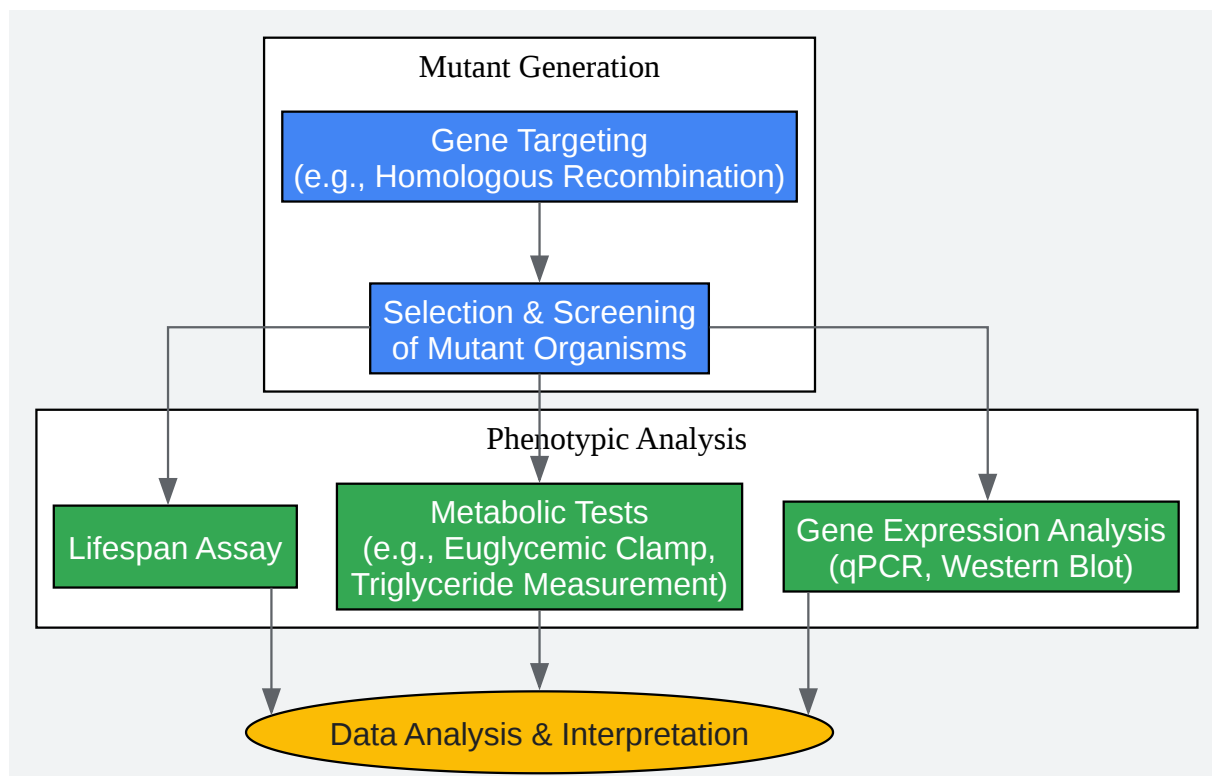 Mutant Generation
Gene Targeting
(e.g., Homologous Recombination)
Selection & Screening
of Mutant Organisms
Phenotypic Analysis
Lifespan Assay
Metabolic Tests
(e.g., Euglycemic Clamp,
Triglyceride Measurement)
Gene Expression Analysis
(qPCR, Western Blot)
Data Analysis & Interpretation